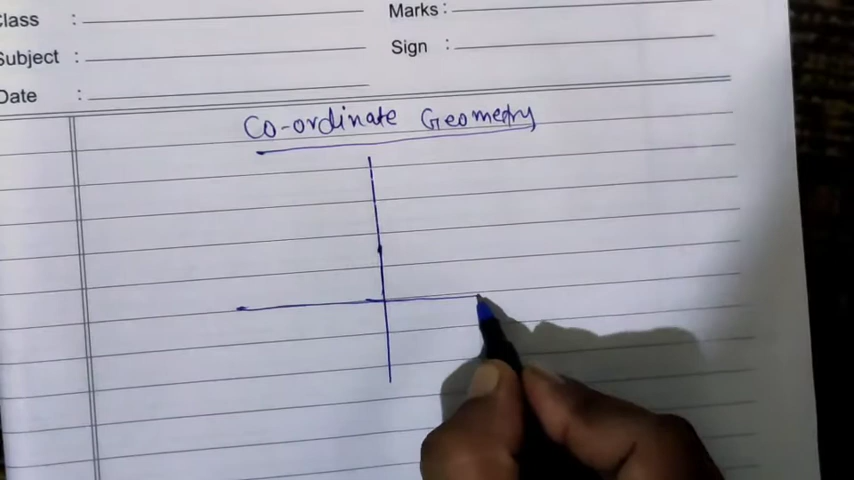 Class :
Marks :
Subject :
Sign :
Date :
Co-ordinate Geometry